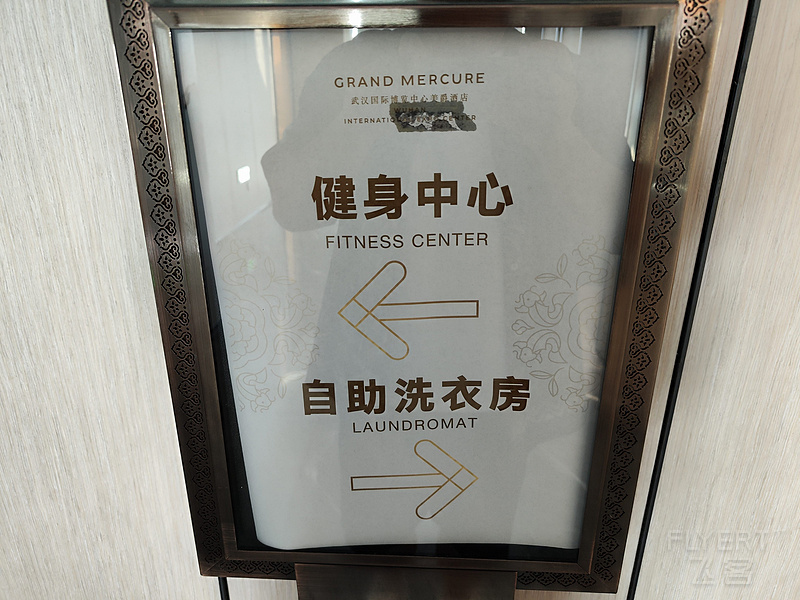 GRAND MERCURE
武汉国际博览中心美爵酒店
WUHAN
健身中心
FITNESS CENTER
自助洗衣房
LAUNDROMAT
FLYERT
飞客